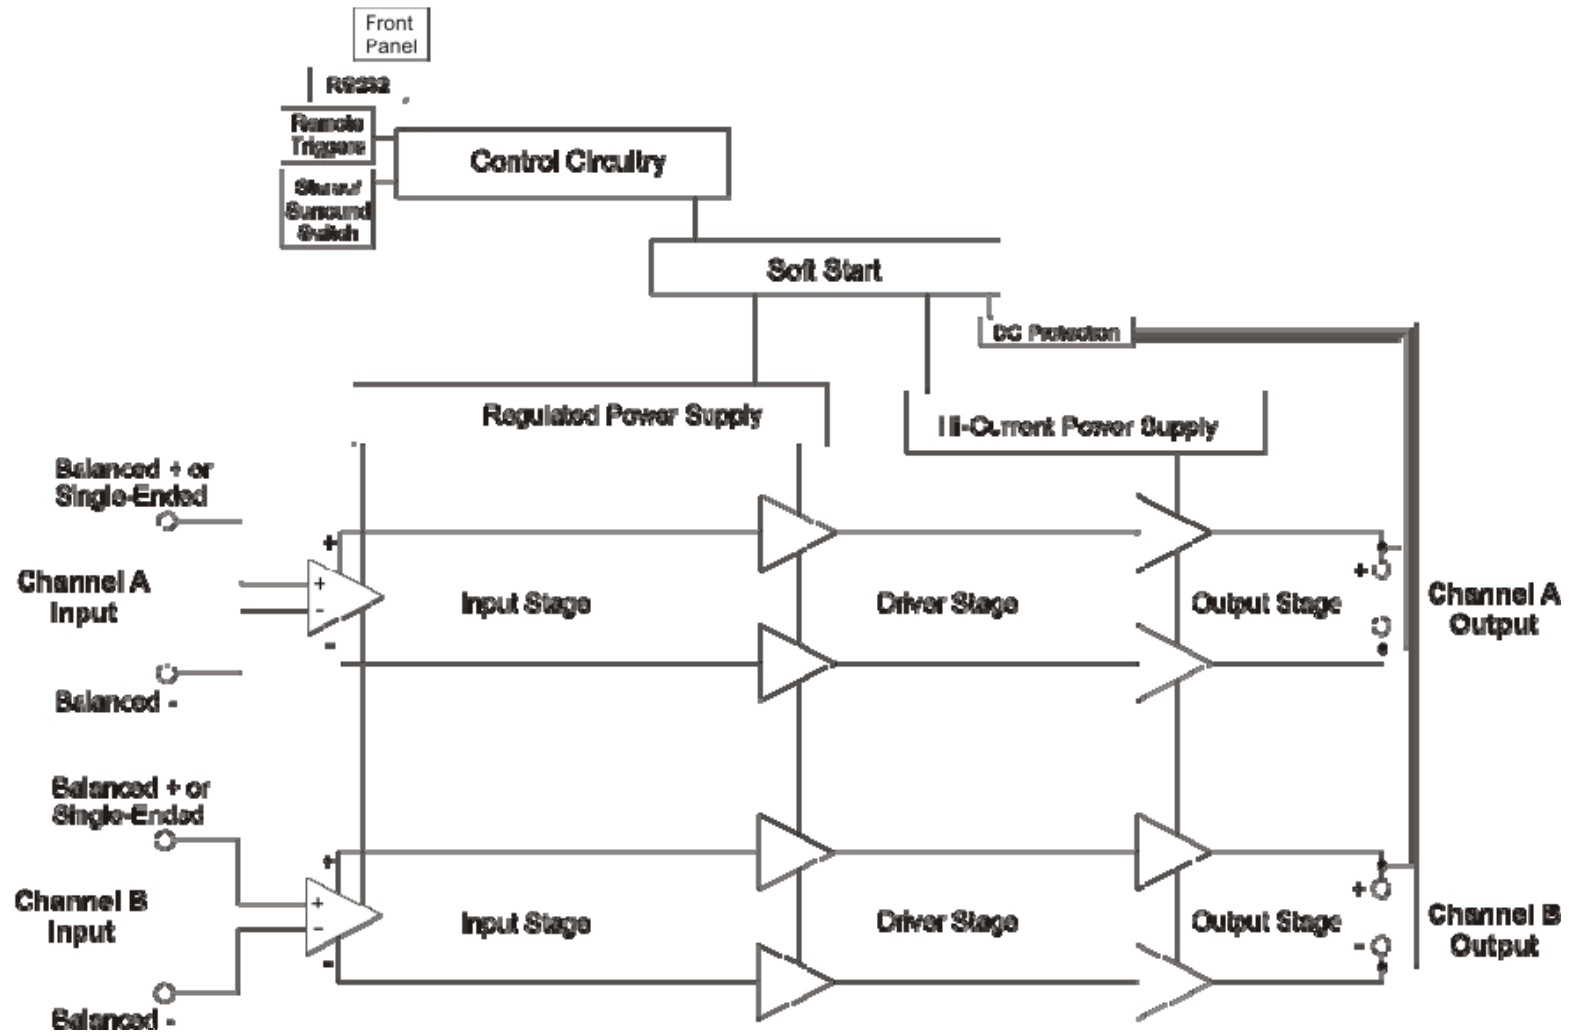 Front
Panel
RS232
Remote
Triggers
Control Circuitry
Stereo/
Surround
Switch
Soft Start
DC Protection
Regulated Power Supply
Hi-Current Power Supply
Balanced + or
Single-Ended
+
+
-
-
Channel A
Input
Input Stage
Driver Stage
Output Stage
+
Channel A
Output
Balanced -
Balanced + or
Single-Ended
+
+
-
-
Channel B
Input
Input Stage
Driver Stage
Output Stage
+
-
Channel B
Output
Balanced -